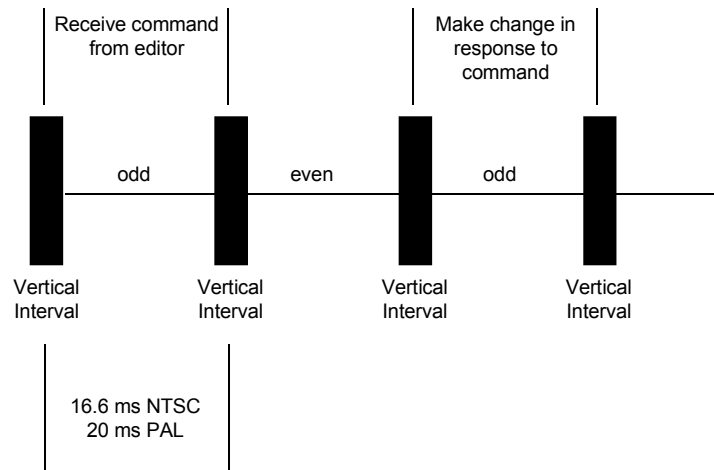 Receive command
from editor
Make change in
response to
command
odd
even
odd
Vertical
Interval
Vertical
Interval
Vertical
Interval
Vertical
Interval
16.6 ms NTSC
20 ms PAL